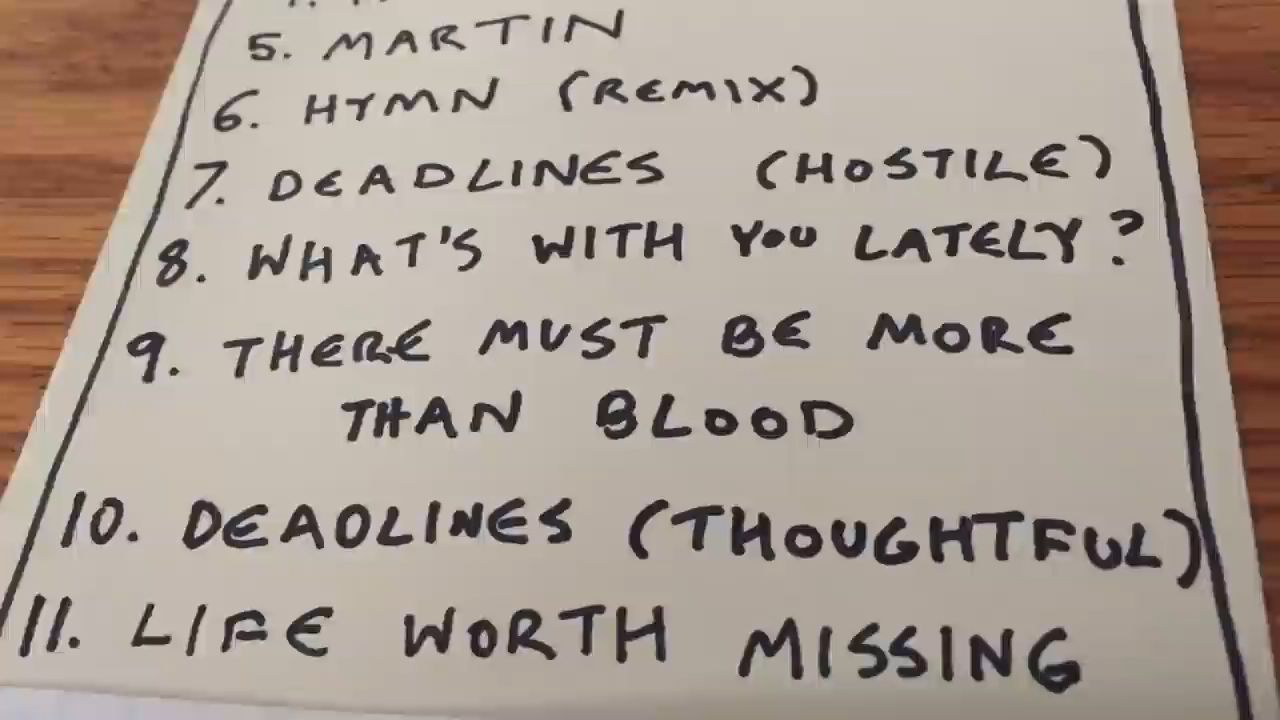 5. MARTIN
6. HYMN (REMIX)
7. DEADLINES (HOSTILE)
8. WHAT'S WITH YOU LATELY?
9. THERE MUST BE MORE
THAN BLOOD
10. DEADLINES (THOUGHTFUL)
11. LIFE WORTH MISSING